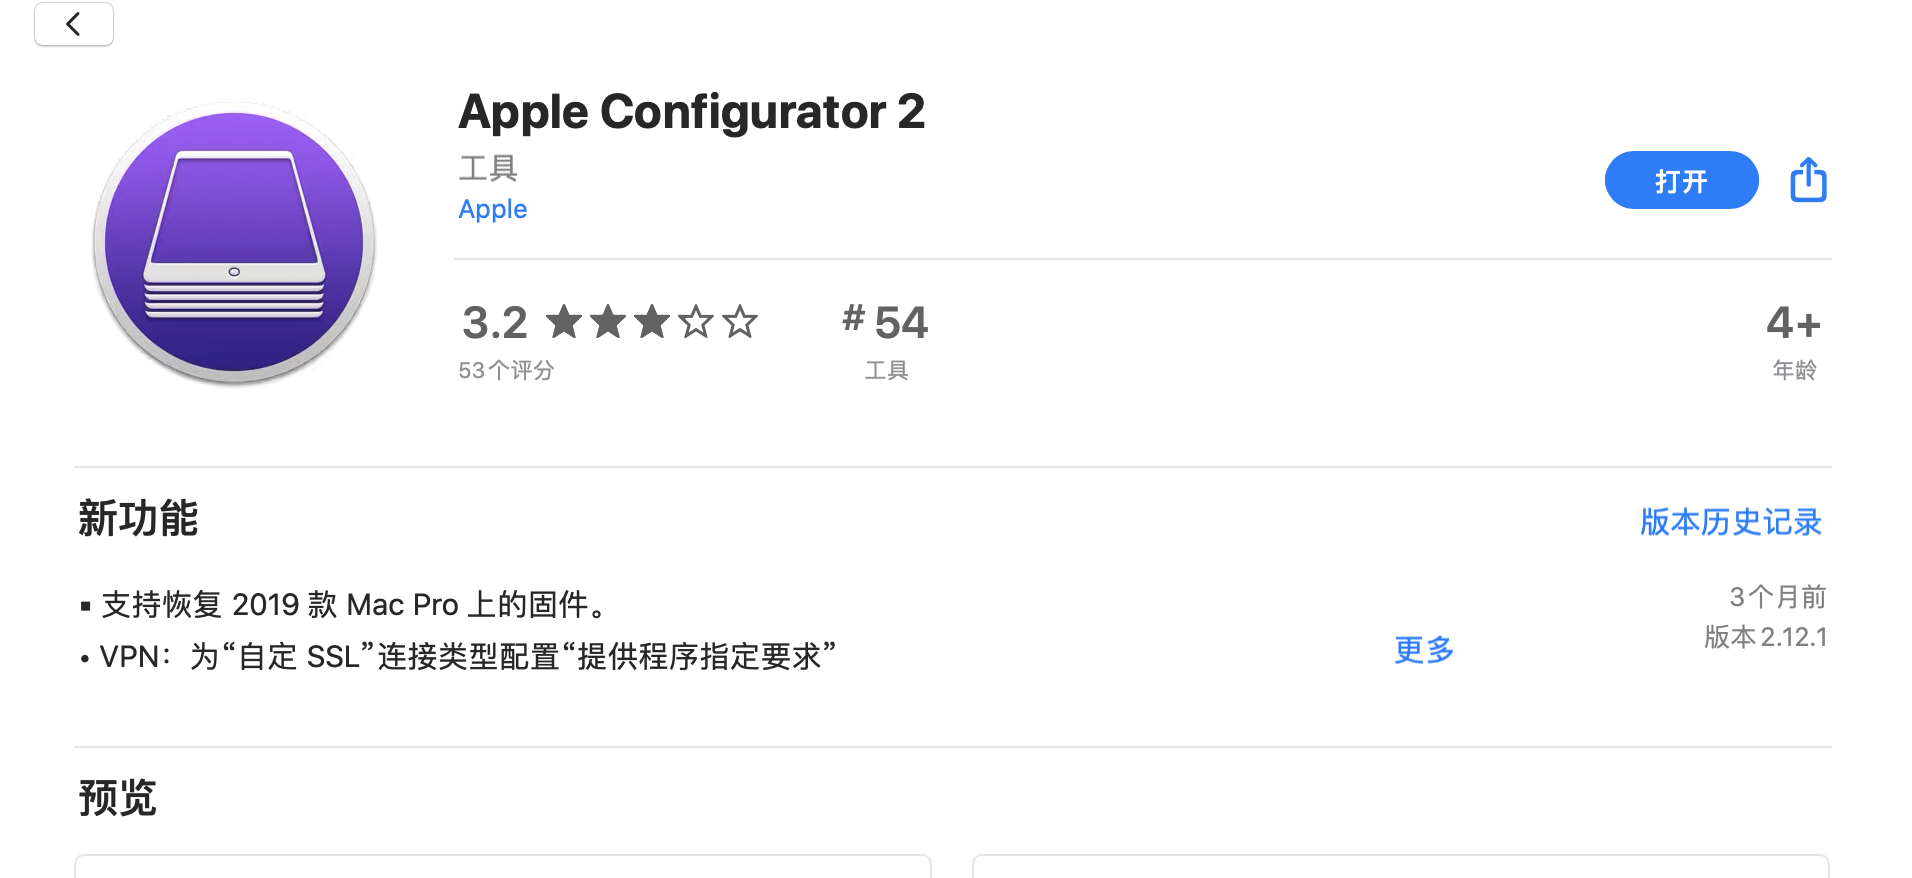 Apple Configurator 2
工具
Apple
打开
3.2
53个评分
#54
工具
4+
年龄
新功能
版本历史记录
▪ 支持恢复 2019 款 Mac Pro 上的固件。
• VPN：为“自定 SSL”连接类型配置“提供程序指定要求”
更多
3个月前
版本 2.12.1
预览